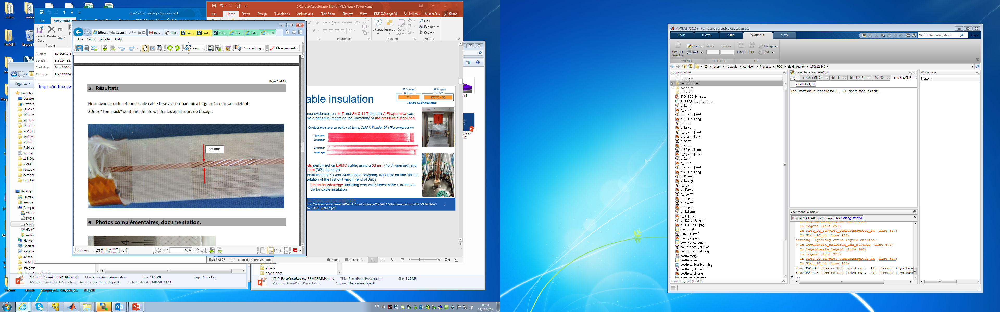 acloss
visitas
ForMTF
Recycle B
EuroCirCol meeting - Appointment
File
Appointment
Save & Close
Delete
Actions
Subject
EuroCirCol r
Location
6-2-024 - BE
Start time
Mon 09/10/2
End time
Tue 10/10/20
https://indico.ce
Organize
Favorites
Desktop
Downlo
HFM - S
MDT_fe
MDT_M
MDT_Pr
MM_DS
MM_M
MQXF -
Public c
Recent
11T_Dip
RMM -
suizquie
cernbox
Dropbo
Desktop
Librarie
Susana
Compu
Windo
DVD F
Susan
dfs (\\
mtbo
Networ
Control
Recycle
acloss
ForMTF
integrals
1705_FCC_week_ERMC_RMM_v2
Title: PowerPoint Presentation
Size: 14.4 MB
Tags: Add a tag
Microsoft PowerPoint Presentation
Authors: Etienne Rochepault
Date modified: 14/06/2017 17:11
https://indico.cern....
Reci...
CER...
Eur...
2nd ...
Cab...
indi...
indi...
i...
File
Go to
Favorites
Help
Zoom
Commenting
Measurement
Page 6 of 11
5. Résultats
Nous avons produit 4 mètres de cable tissé avec ruban mica largeur 44 mm sans défaut.
2Deux ‘’ten-stack’’ sont fait afin de valider les épaisseurs de tissage.
2.5 mm
6. Photos complémentaires, documentation.
4
Options...
W: 210.0mm
H: 297.0mm
X :
Y :
6 / 11
1710_EuroCircoReview_ERMCRMMstatus - PowerPoint
File
Home
Insert
Design
Transitions
Animations
Slide Show
Review
View
PDF-XChange V6
Tell me...
Susana Iz...
Share
Shapes
Arrange
Quick Styles
Find
Replace
Select
Paragraph
Drawing
Editing
50 % open
6.9 mm
11T
30 % open
5.4 mm
ERMC – S2
Remark: plots not on scale
able insulation
ome evidences on 11 T and SMC 11 T that the C-Shape mica can
ave a negative impact on the uniformity of the pressure distribution.
Contact pressure on outer coil turns, SMC11T under 50 MPa compression
Upper layer
Lower layer
Upper layer
Lower layer
ests performed on ERMC cable, using a 38 mm (40 % opening) and
0 mm (30% opening)
rocurement of 43 and 44 mm tape on-going, hopefully on time for the
sulation of the first unit length (end of July)
Technical challenge: handling very wide tapes in the current set-
up for cable insulation.
ttps://indico.cern.ch/event/659541/contributions/2689641/attachments/1507432/2349396/VI
ite_CGP_ERMC.pdf
7
Slide 7 of 35
English (United Kingdom)
Notes
Comments
67%
d 1
IRCOL
17
Private
ROXIE_DOC
1710_EuroCircoReview_ERMCRMMstatus
Title: PowerPoint Presentation
Size: 13.9 MB
Microsoft PowerPoint Presentation
Authors: Etienne Rochepault
ToStore
skiclub
suizquie_W...
Coil_info_2...
11T_MB
EN
09:31
04/10/2017
MATLAB R2017a - non-degree granting education use
HOME
PLOTS
APPS
VARIABLE
VIEW
Search Documentation
Log In
New from Selection
Open
Print
Rows
Columns
Insert
Delete
Transpose
Sort
VARIABLE
SELECTION
EDIT
C:
Users
suizquie
cernbox
Projects
FCC
field_quality
170612_PC
Current Folder
Name
common_coil
cos_theta
roxie_SIB
1706_FCC_PC.pptx
170612_FCC_16T_PC.xlsx
b_3.emf
b_3.png
b_3 [units].emf
b_3 [units].png
b_5.emf
b_5.png
b_5 [units].emf
b_5 [units].png
b_7.emf
b_7.png
b_7 [units].emf
b_7 [units].png
b_9.emf
b_9.png
b_9 [units].emf
b_9 [units].png
b_11.emf
b_11.png
b_{2}.emf
b_{2}.png
b_{3}.emf
b_{3}.png
b_{5}.emf
b_{5}.png
b_{11}.emf
b_{11}.png
b_{11} [units].emf
b_{11} [units].png
block.mat
block_all.emf
block_all.png
commoncoil.mat
commoncoil_all.emf
commoncoil_all.png
costheta.fig
costheta.mat
costheta_20vs50um.jpg
costheta_all.emf
costheta_all.png
common_coil (Folder)
Variables - costheta{1, 3}
+3
costheta{1, 2}
block
block{1, 2}
Deff50
costheta{1, 3}
costheta{1, 3}
The variable costheta{1, 3} does not exist.
Command Window
New to MATLAB? See resources for Getting Started.
In legend>make_legend (line 346)
In legend (line 294)
In Plot_PC_v1>plot_comparemagnets_bn (line 317)
In Plot_PC_v1 (line 230)
Warning: Ignoring extra legend entries.
> In legend>set_children_and_strings (line 674)
In legend>make_legend (line 346)
In legend (line 294)
In Plot_PC_v1>plot_comparemagnets_bn (line 317)
In Plot_PC_v1 (line 252)
Your MATLAB session has timed out. All license keys have
Your MATLAB session has timed out. All license keys have
>>
Workspace
Name